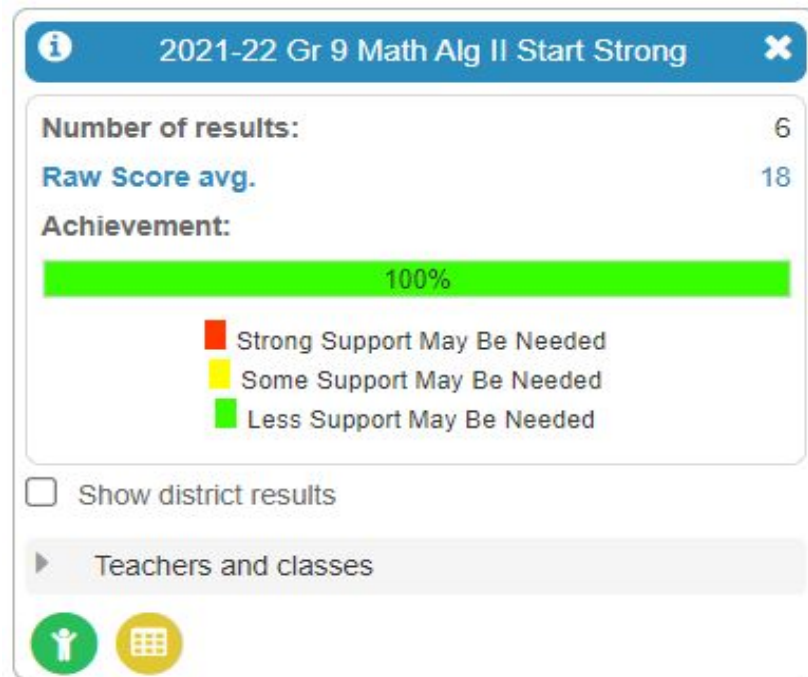 2021-22 Gr 9 Math Alg II Start Strong
Number of results: 6
Raw Score avg. 18
Achievement:
100%
Strong Support May Be Needed
Some Support May Be Needed
Less Support May Be Needed
Show district results
Teachers and classes